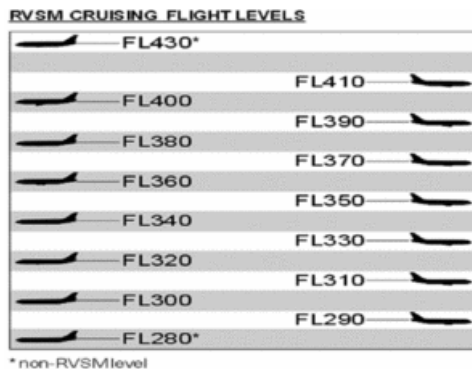 RVSM CRUISING FLIGHT LEVELS
FL430*
FL410
FL400
FL390
FL380
FL370
FL360
FL350
FL340
FL330
FL320
FL310
FL300
FL290
FL280*
* non-RVSM level